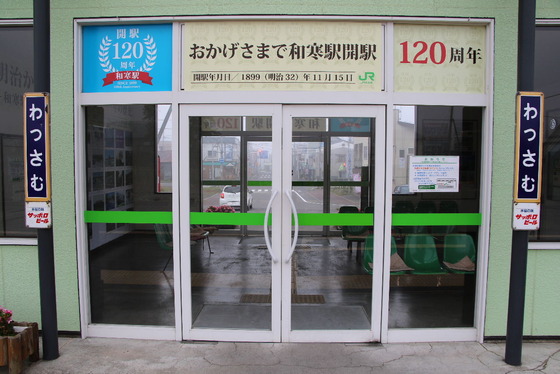 開駅
120
周年
和寒駅
おかげさまで和寒駅開駅
開駅年月日/1899(明治32)年11月15日 JR
120周年
わっさむ
サッポロ
ビール
わっさむ
サッポロ
ビール